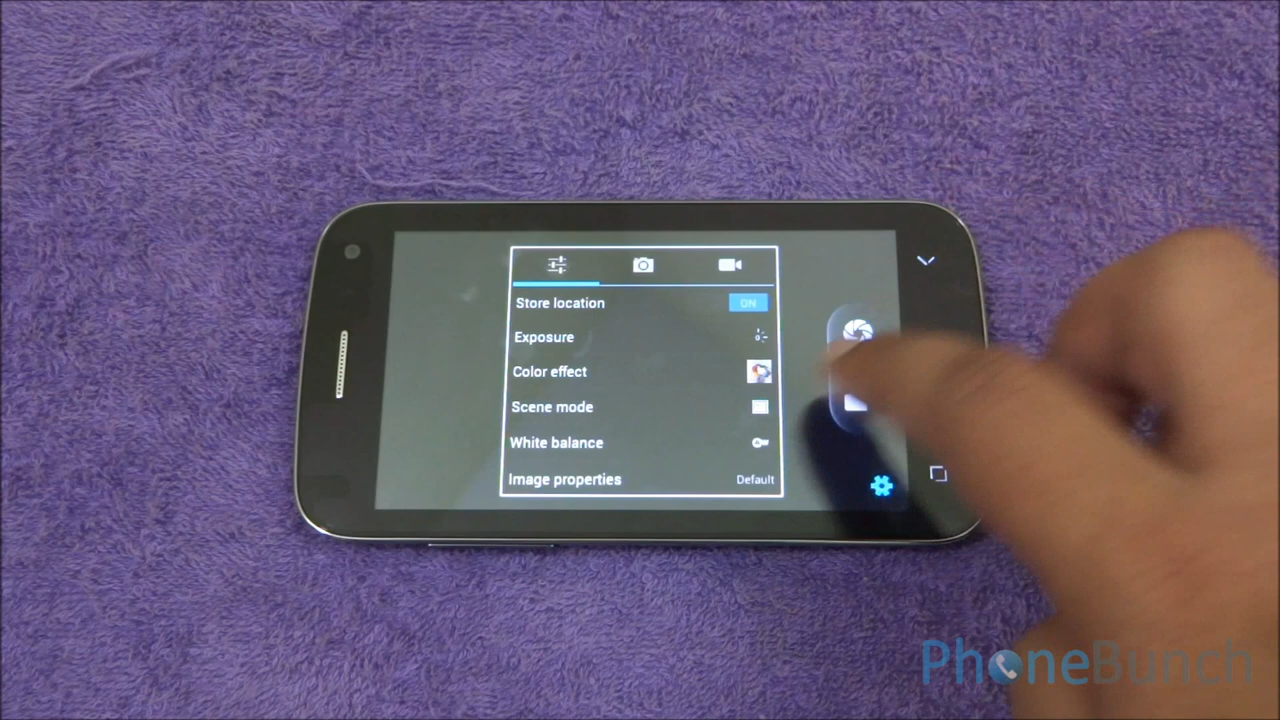 Store location ON
Exposure
Color effect
Scene mode
White balance
Image properties Default
PhoneBunch